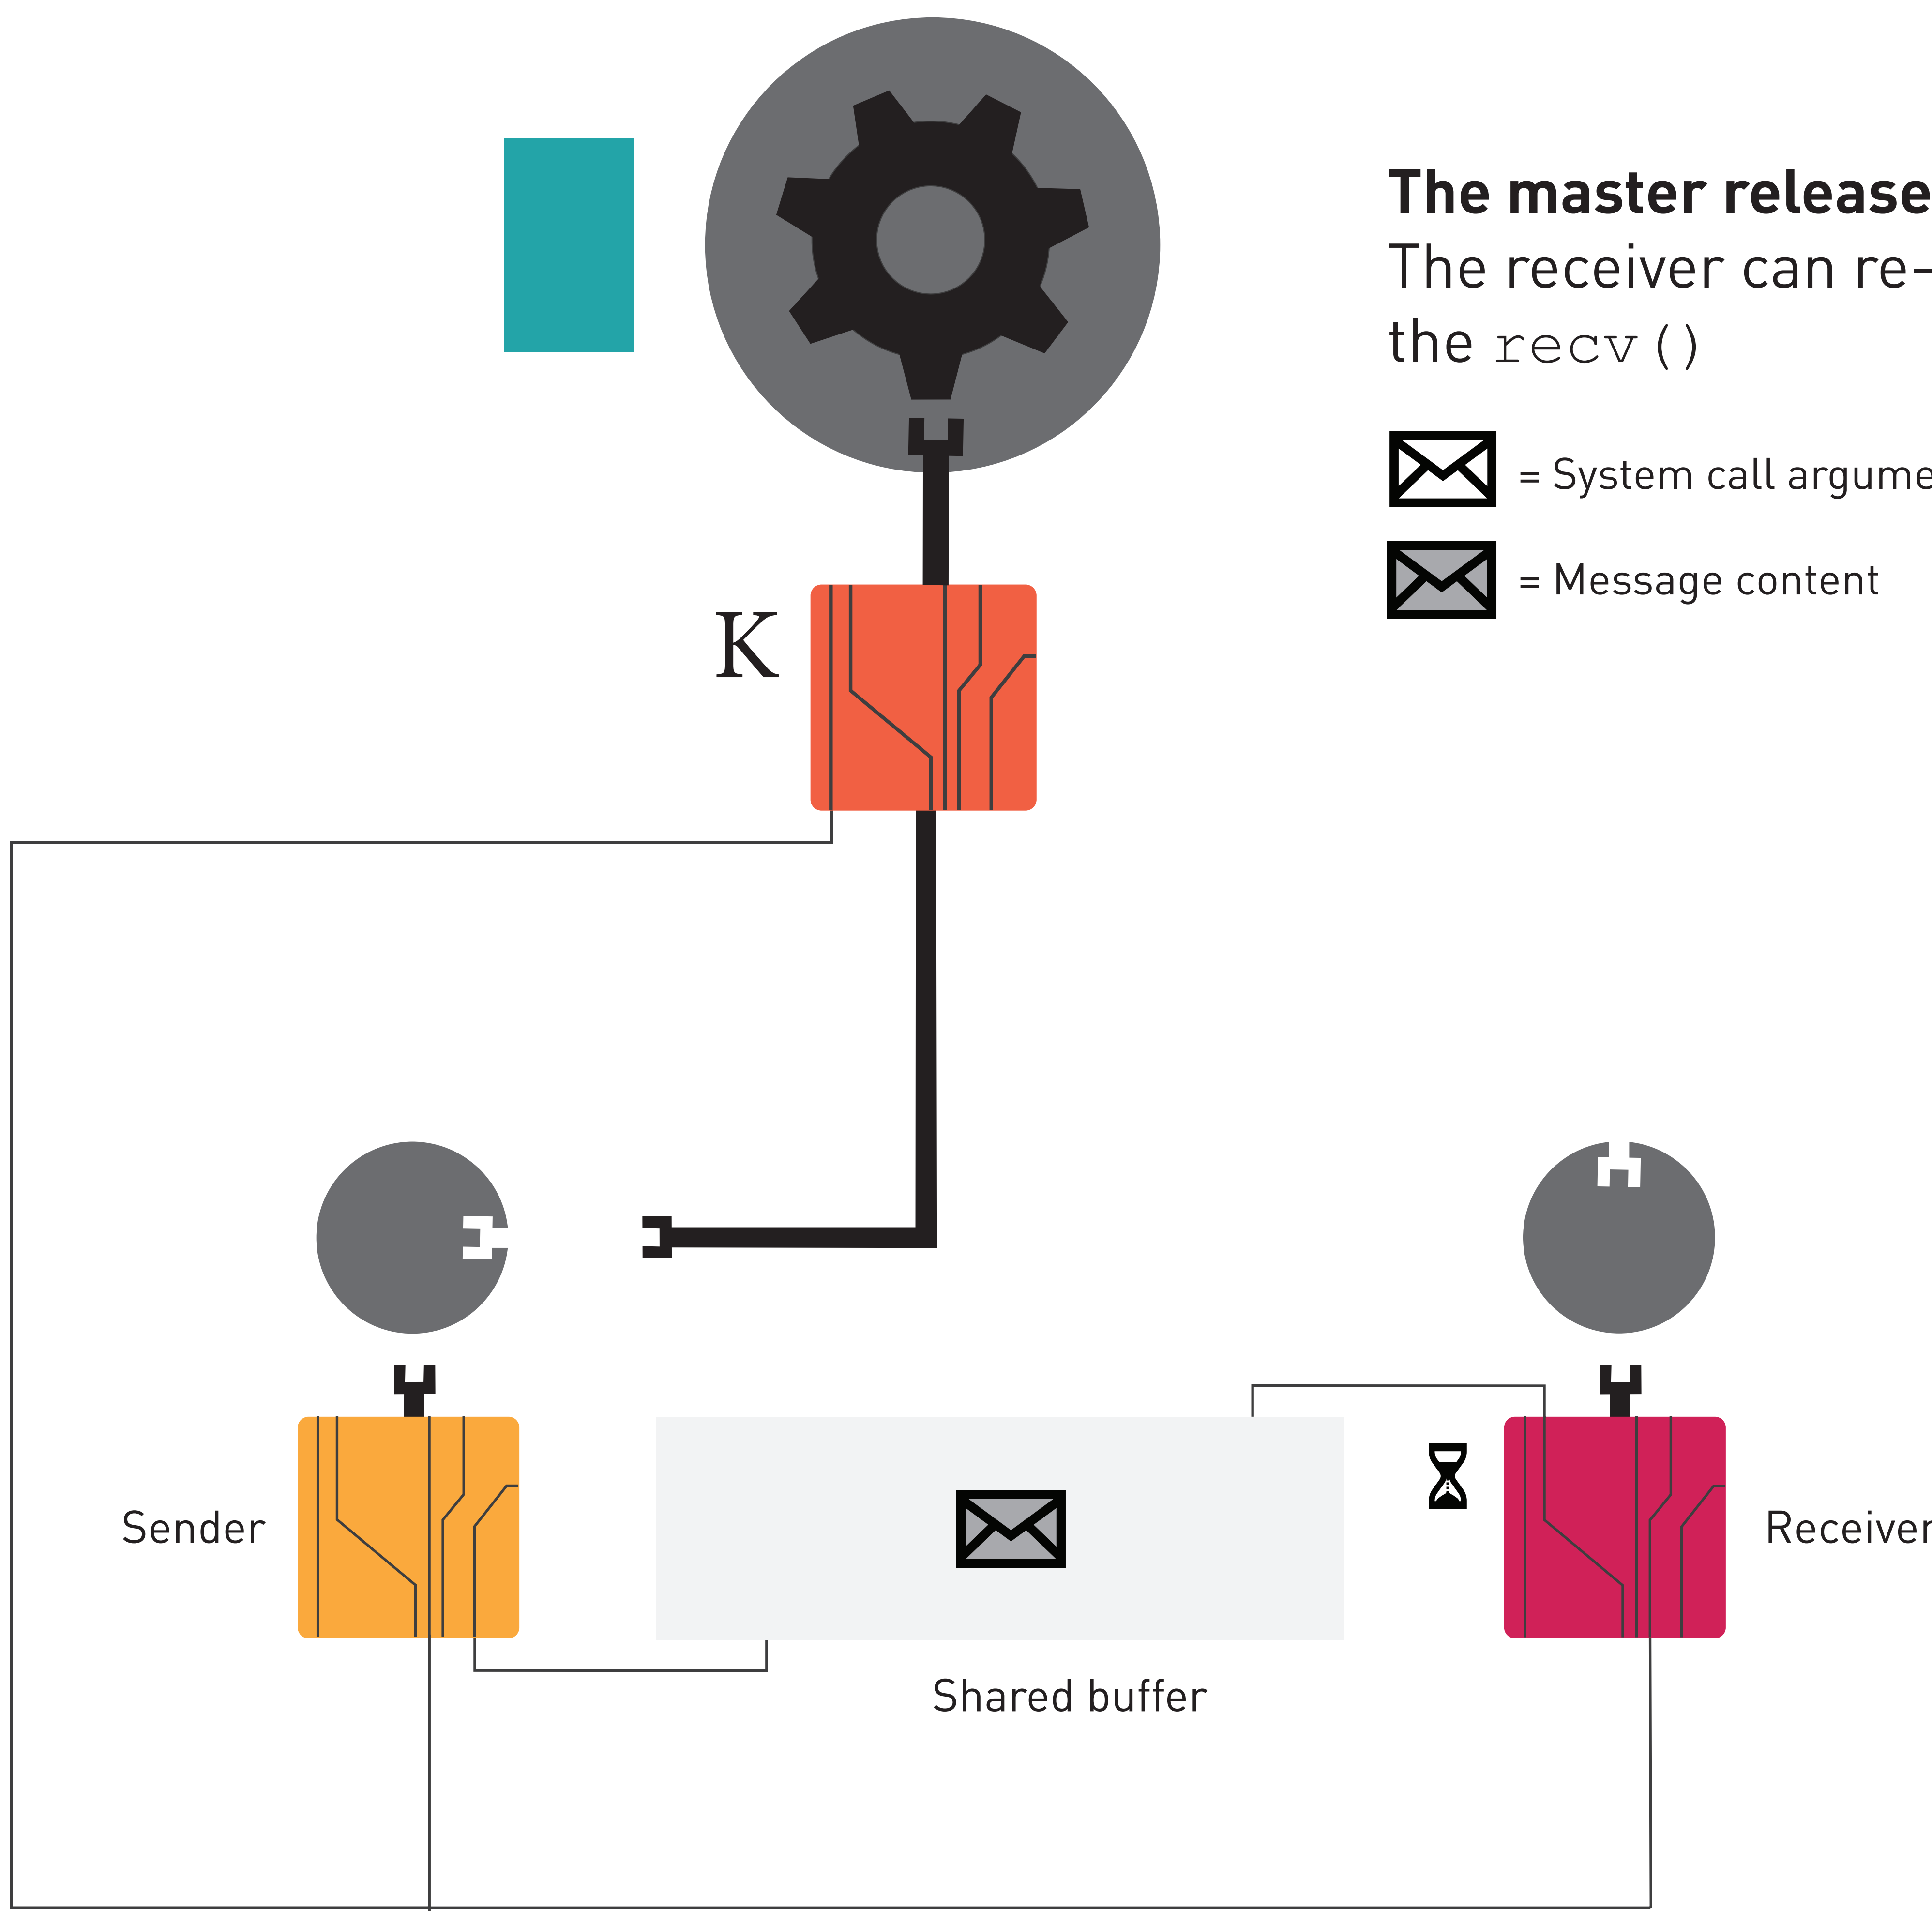 The master release
The receiver can re-
the recv()
= System call argume
= Message content
K
Sender
Receiver
Shared buffer